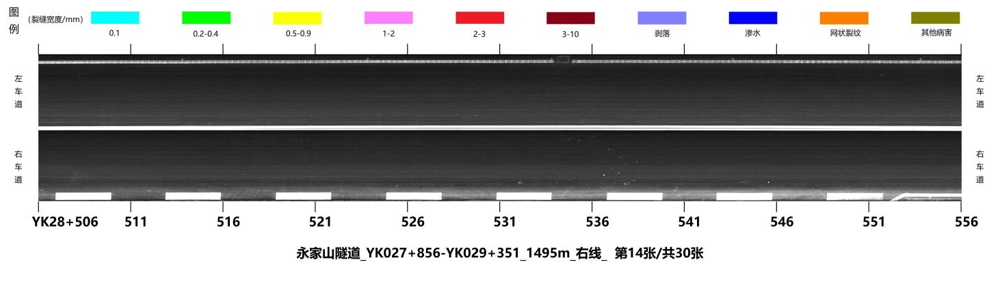 图例
(裂缝宽度/mm)
0.1 0.2-0.4 0.5-0.9 1-2 2-3 3-10 剥落 渗水 网状裂纹 其他病害
左车道 左车道
右车道 右车道
YK28+506 511 516 521 526 531 536 541 546 551 556
永家山隧道_YK027+856-YK029+351_1495m_右线_ 第14张/共30张